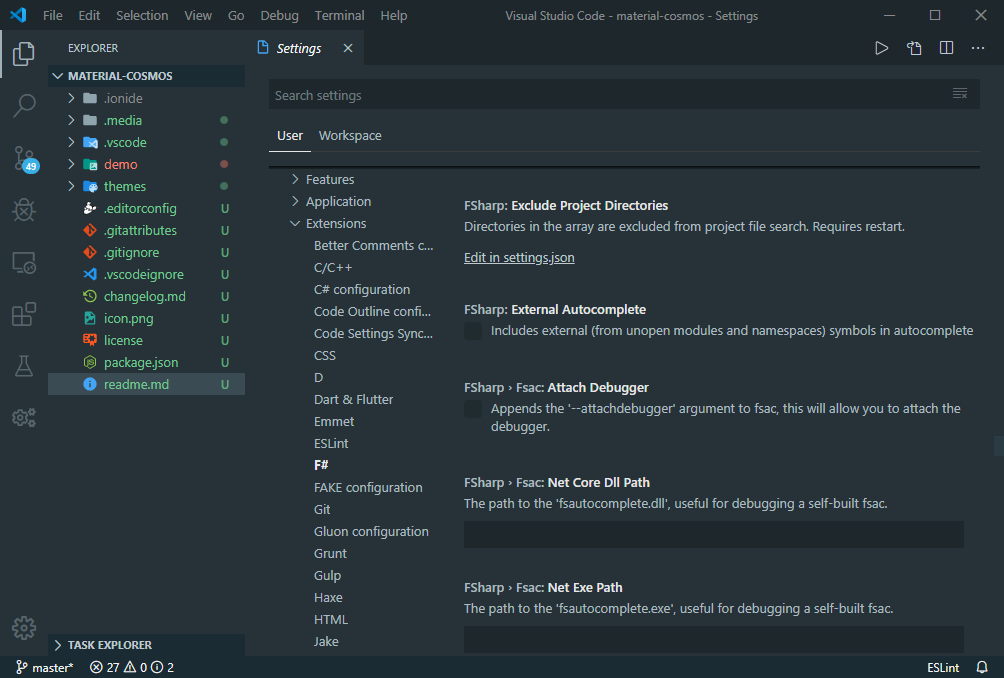 File Edit Selection View Go Debug Terminal Help
Visual Studio Code - material-cosmos - Settings
EXPLORER
MATERIAL-COSMOS
.ionide
.media
.vscode
demo
themes
.editorconfig U
.gitattributes U
.gitignore U
.vscodeignore U
changelog.md U
icon.png U
license U
package.json U
readme.md U
TASK EXPLORER
49
Settings
Search settings
User Workspace
Features
Application
Extensions
Better Comments c...
C/C++
C# configuration
Code Outline confi...
Code Settings Sync...
CSS
D
Dart & Flutter
Emmet
ESLint
F#
FAKE configuration
Git
Gluon configuration
Grunt
Gulp
Haxe
HTML
Jake
FSharp: Exclude Project Directories
Directories in the array are excluded from project file search. Requires restart.
Edit in settings.json
FSharp: External Autocomplete
Includes external (from unopen modules and namespaces) symbols in autocomplete
FSharp › Fsac: Attach Debugger
Appends the '--attachdebugger' argument to fsac, this will allow you to attach the
debugger.
FSharp › Fsac: Net Core Dll Path
The path to the 'fsautocomplete.dll', useful for debugging a self-built fsac.
FSharp › Fsac: Net Exe Path
The path to the 'fsautocomplete.exe', useful for debugging a self-built fsac.
master* 27 0 2
ESLint